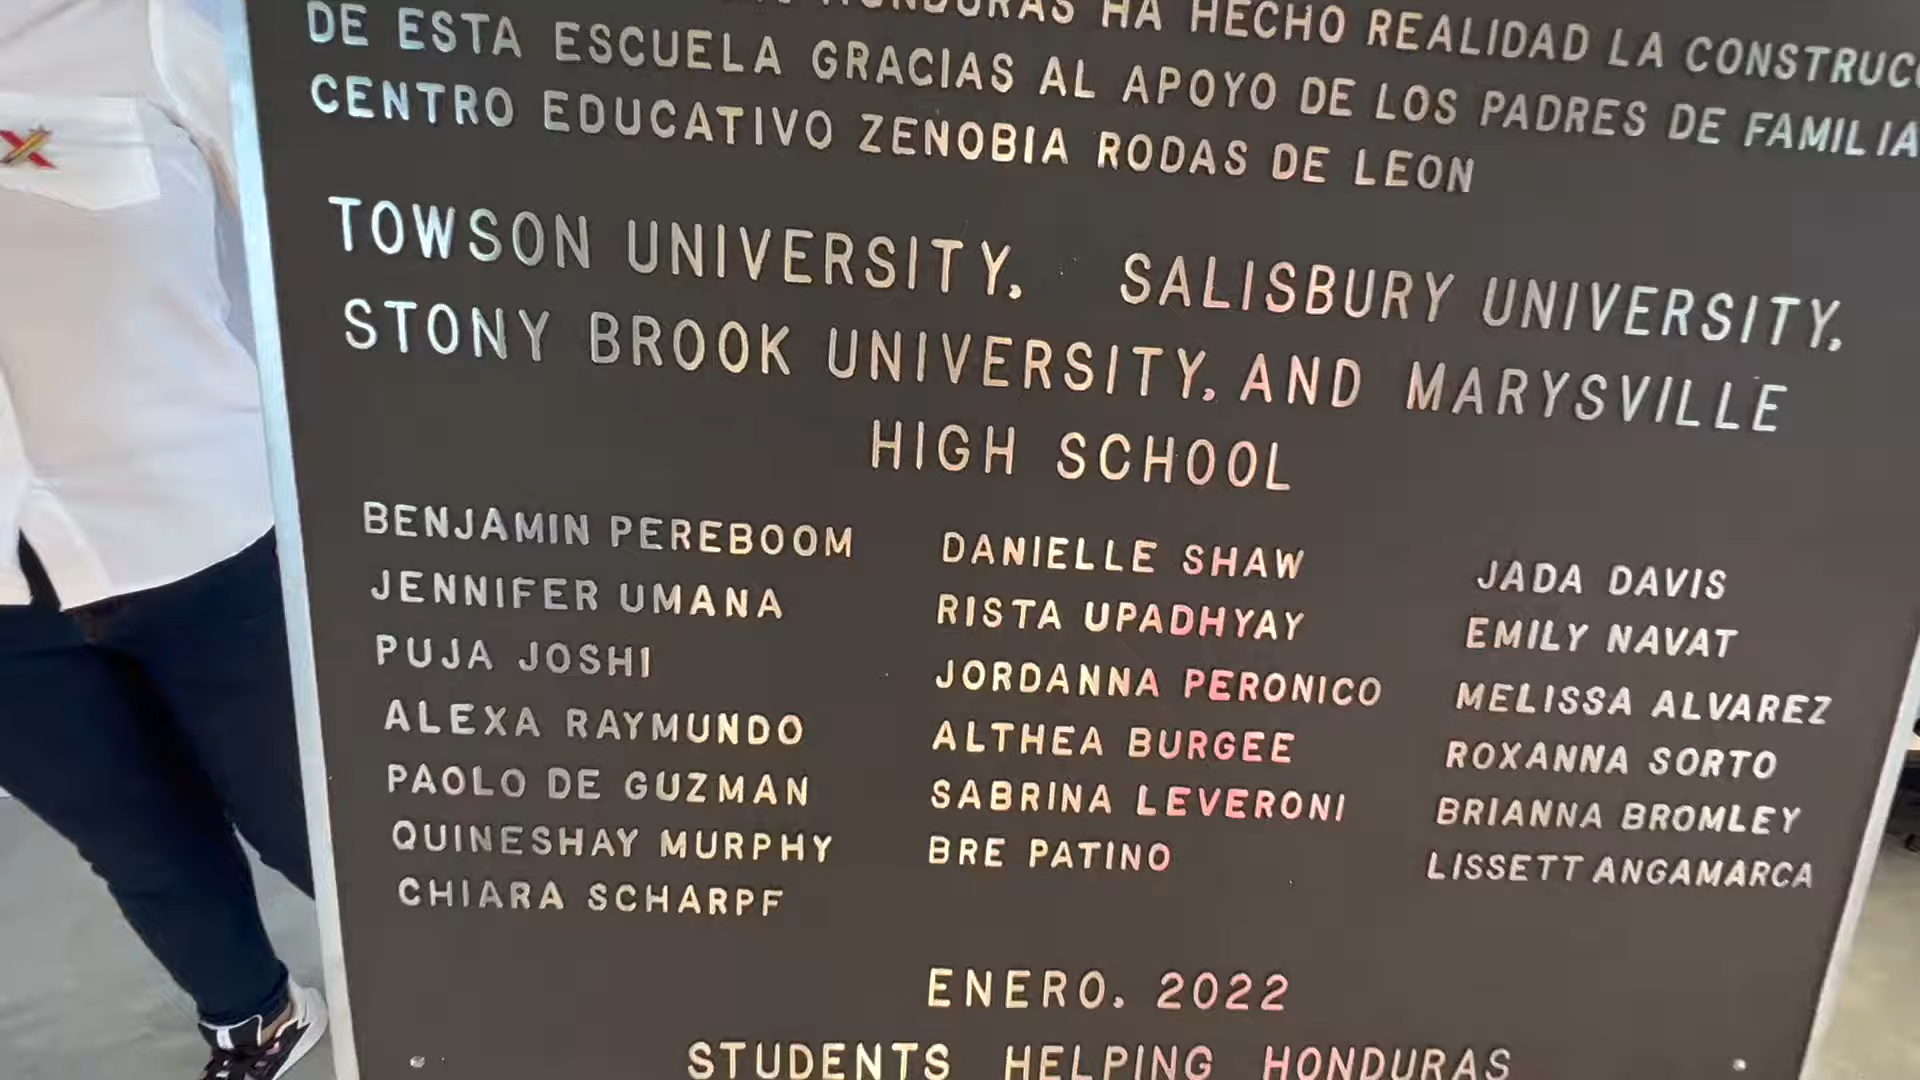 HONDURAS HA HECHO REALIDAD LA
DE ESTA ESCUELA GRACIAS AL APOYO DE LOS PADRES DE FAMILIA
CENTRO EDUCATIVO ZENOBIA RODAS DE LEON
TOWSON UNIVERSITY, SALISBURY UNIVERSITY,
STONY BROOK UNIVERSITY, AND MARYSVILLE
HIGH SCHOOL
BENJAMIN PEREBOOM DANIELLE SHAW JADA DAVIS
JENNIFER UMANA RISTA UPADHYAY EMILY NAVAT
PUJA JOSHI JORDANNA PERONICO MELISSA ALVAREZ
ALEXA RAYMUNDO ALTHEA BURGEE ROXANNA SORTO
PAOLO DE GUZMAN SABRINA LEVERONI BRIANNA BROMLEY
QUINESHAY MURPHY BRE PATINO LISSETT ANGAMARCA
CHIARA SCHARPF
ENERO, 2022
STUDENTS HELPING HONDURAS